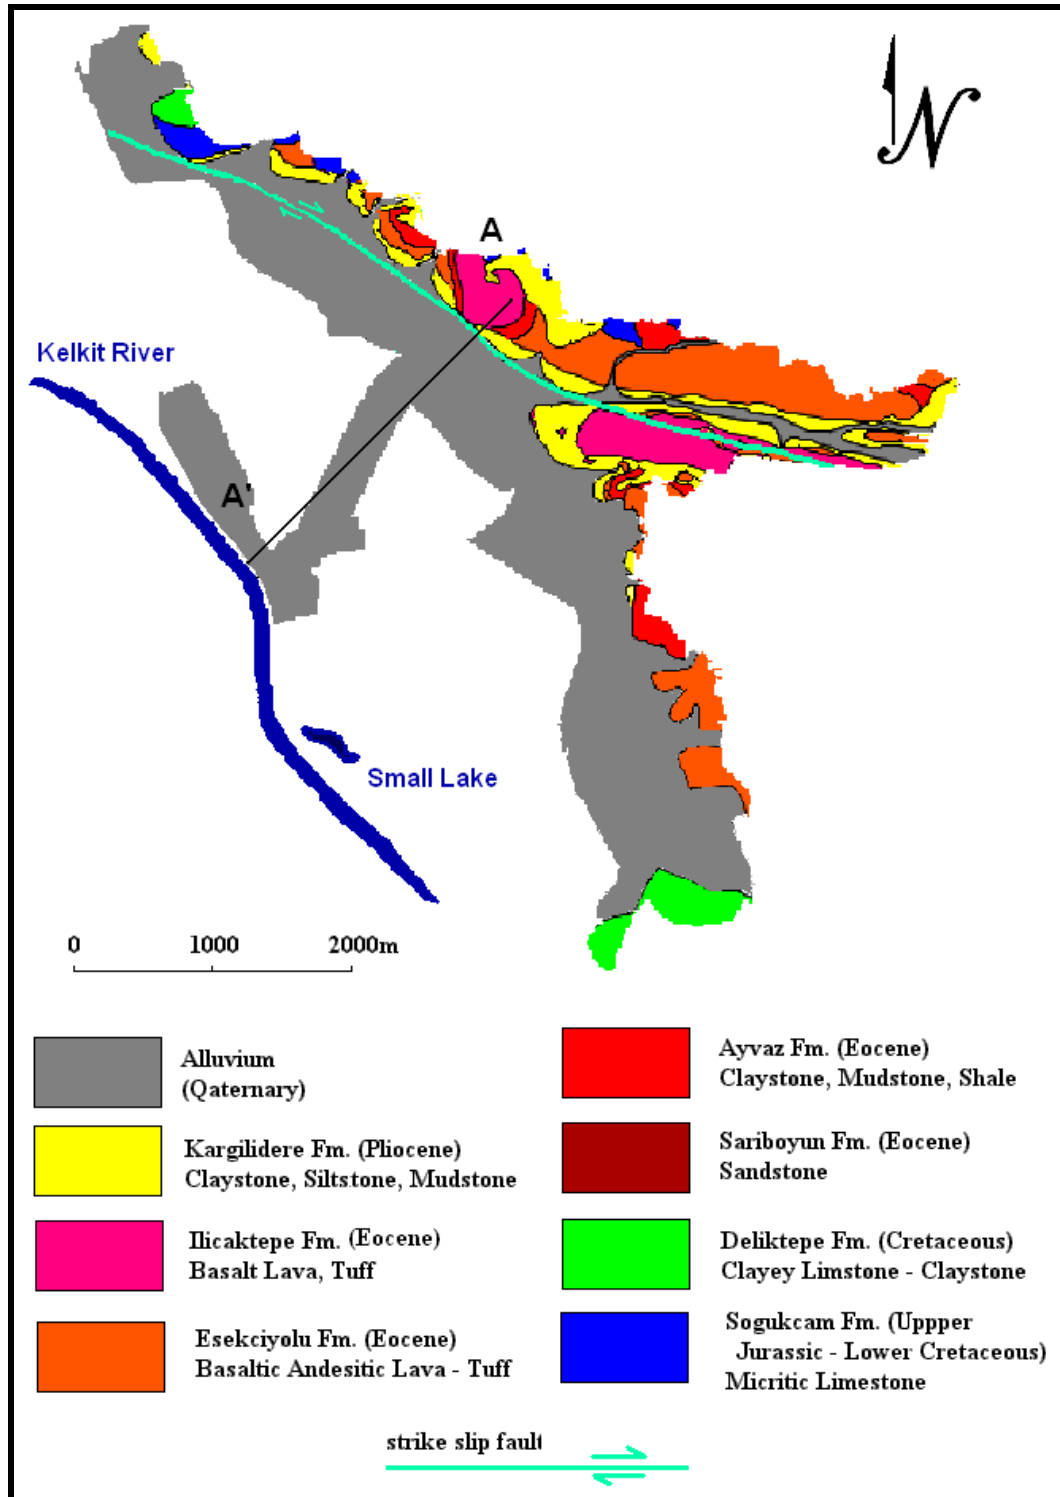 N
A
Kelkit River
A'
Small Lake
0 1000 2000m
Alluvium
(Qaternary)
Kargilidere Fm. (Pliocene)
Claystone, Siltstone, Mudstone
Ilicaktepe Fm. (Eocene)
Basalt Lava, Tuff
Esekciyolu Fm. (Eocene)
Basaltic Andesitic Lava - Tuff
Ayvaz Fm. (Eocene)
Claystone, Mudstone, Shale
Sariboyun Fm. (Eocene)
Sandstone
Deliktepe Fm. (Cretaceous)
Clayey Limstone - Claystone
Sogukcam Fm. (Uppper
Jurassic - Lower Cretaceous)
Micritic Limestone
strike slip fault